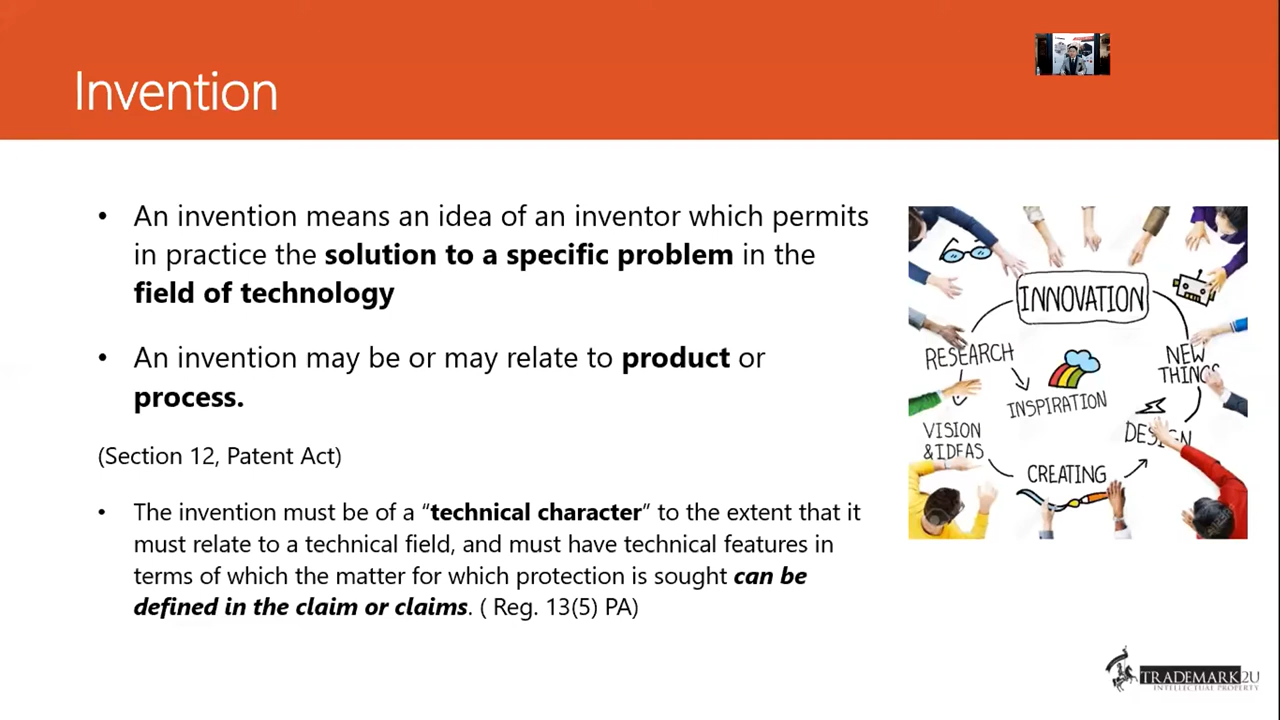 Invention
• An invention means an idea of an inventor which permits
in practice the solution to a specific problem in the
field of technology
• An invention may be or may relate to product or
process.
(Section 12, Patent Act)
• The invention must be of a “technical character” to the extent that it
must relate to a technical field, and must have technical features in
terms of which the matter for which protection is sought can be
defined in the claim or claims. ( Reg. 13(5) PA)
INNOVATION
RESEARCH
NEW
THINGS
INSPIRATION
VISION
& IDEAS
DESIGN
CREATING
TRADEMARK2U
INTELLECTUAL PROPERTY